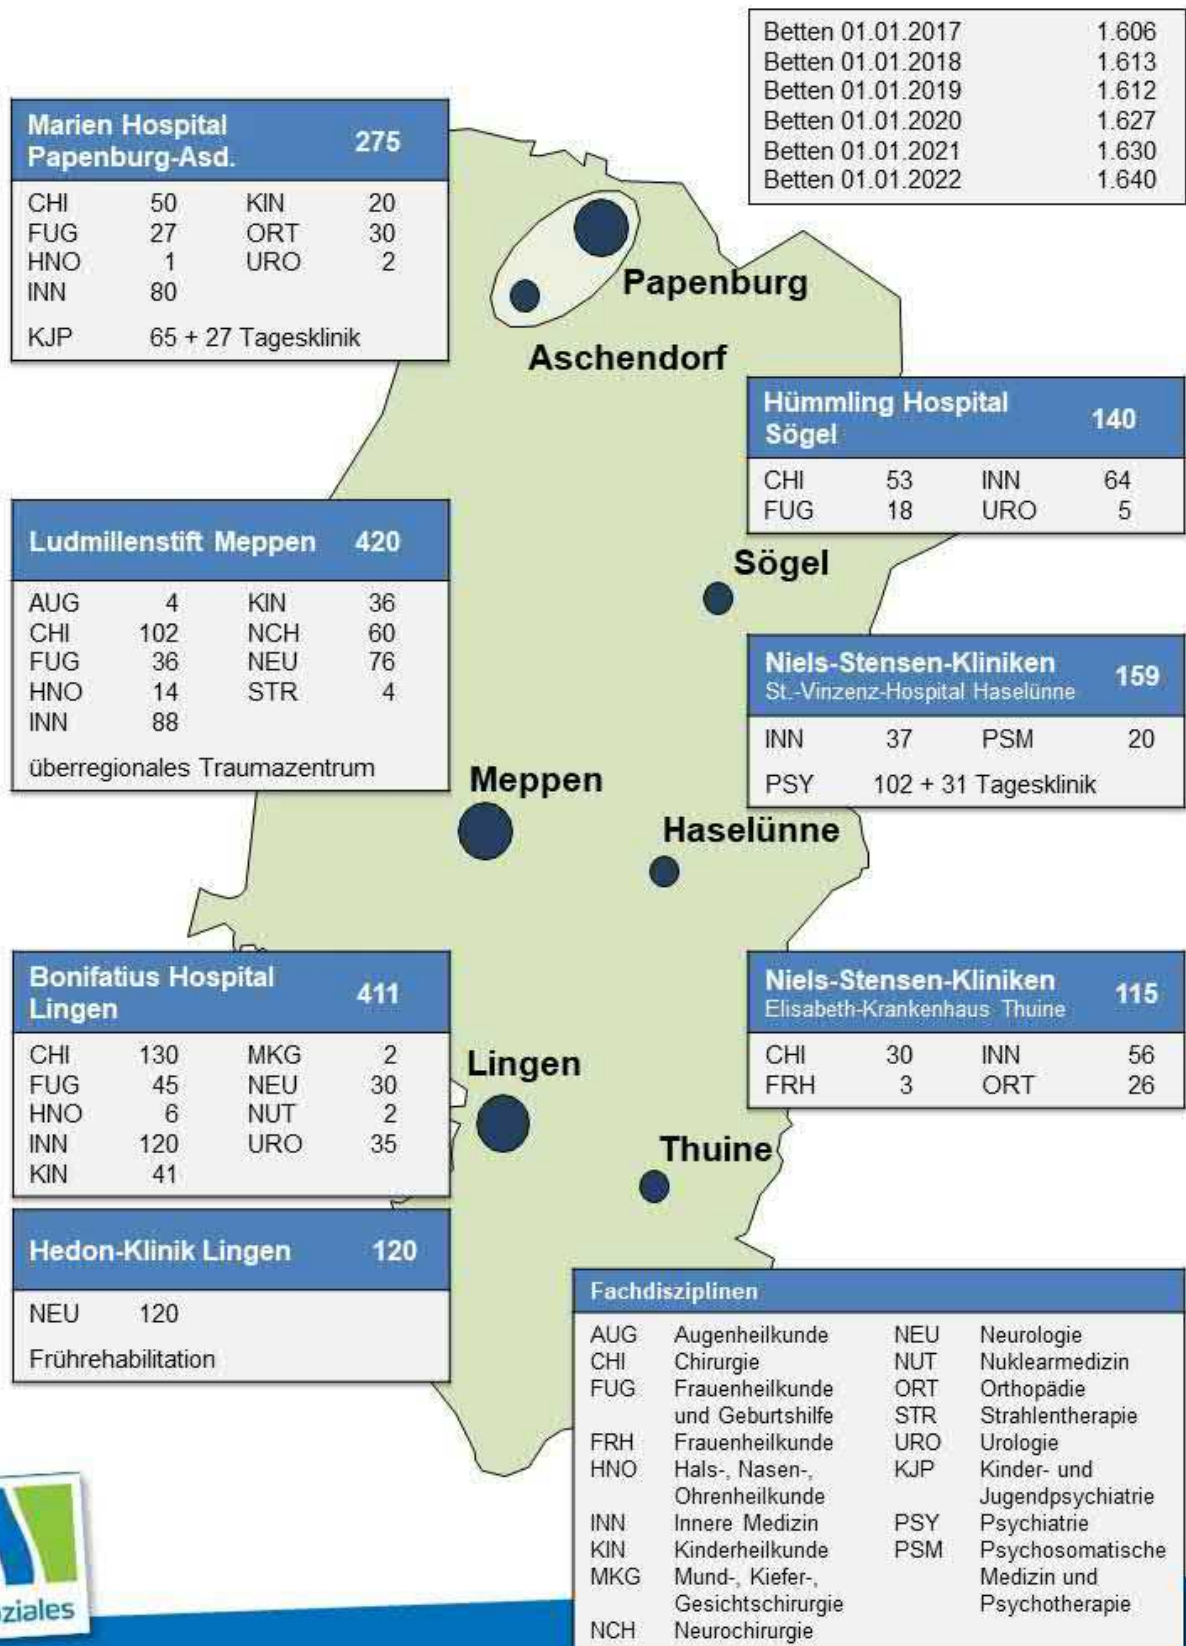 Betten 01.01.2017 1.606
Betten 01.01.2018 1.613
Betten 01.01.2019 1.612
Betten 01.01.2020 1.627
Betten 01.01.2021 1.630
Betten 01.01.2022 1.640
Marien Hospital
Papenburg-Asd. 275
CHI 50 KIN 20
FUG 27 ORT 30
HNO 1 URO 2
INN 80
KJP 65 + 27 Tagesklinik
Papenburg
Aschendorf
Hümmling Hospital
Sögel 140
CHI 53 INN 64
FUG 18 URO 5
Ludmillenstift Meppen 420
AUG 4 KIN 36
CHI 102 NCH 60
FUG 36 NEU 76
HNO 14 STR 4
INN 88
überregionales Traumazentrum
Sögel
Niels-Stensen-Kliniken 159
St.-Vinzenz-Hospital Haselünne
INN 37 PSM 20
PSY 102 + 31 Tagesklinik
Meppen
Haselünne
Bonifatius Hospital
Lingen 411
CHI 130 MKG 2
FUG 45 NEU 30
HNO 6 NUT 2
INN 120 URO 35
KIN 41
Niels-Stensen-Kliniken 115
Elisabeth-Krankenhaus Thuine
CHI 30 INN 56
FRH 3 ORT 26
Lingen
Thuine
Hedon-Klinik Lingen 120
NEU 120
Frührehabilitation
Fachdisziplinen
AUG Augenheilkunde NEU Neurologie
CHI Chirurgie NUT Nuklearmedizin
FUG Frauenheilkunde ORT Orthopädie
und Geburtshilfe STR Strahlentherapie
FRH Frauenheilkunde URO Urologie
HNO Hals-, Nasen-, KJP Kinder- und
Ohrenheilkunde Jugendpsychiatrie
INN Innere Medizin PSY Psychiatrie
KIN Kinderheilkunde PSM Psychosomatische
MKG Mund-, Kiefer-, Medizin und
Gesichtschirurgie Psychotherapie
NCH Neurochirurgie